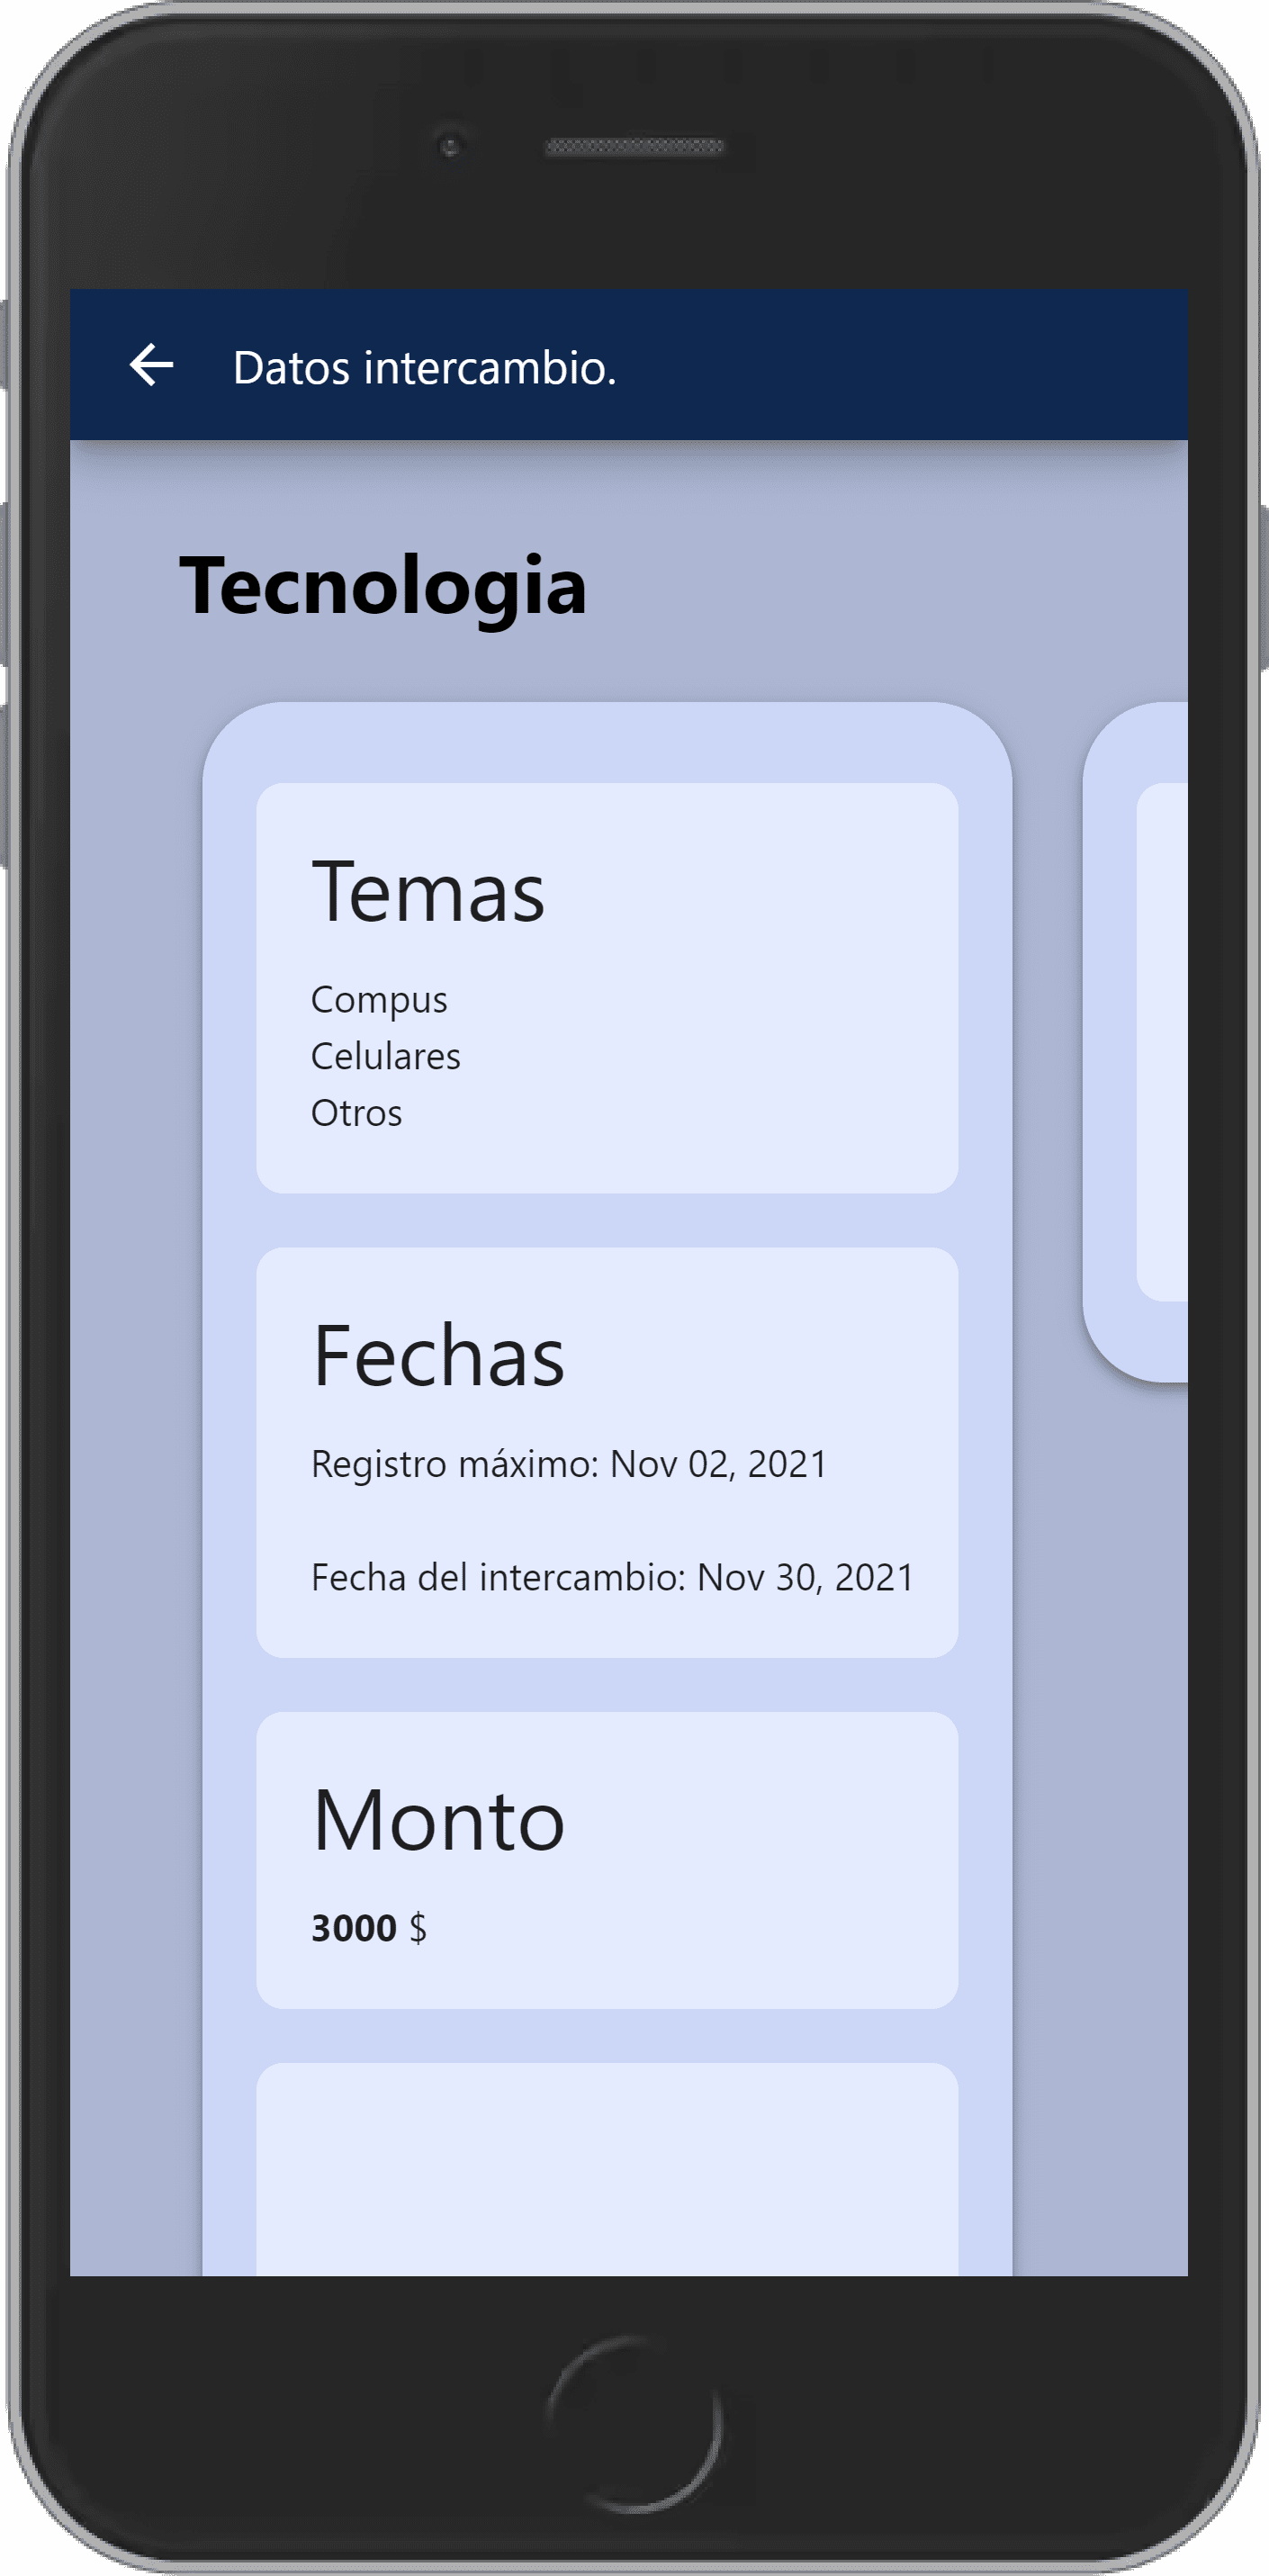 Datos intercambio.
Tecnologia
Temas
Compus
Celulares
Otros
Fechas
Registro máximo: Nov 02, 2021
Fecha del intercambio: Nov 30, 2021
Monto
3000 $